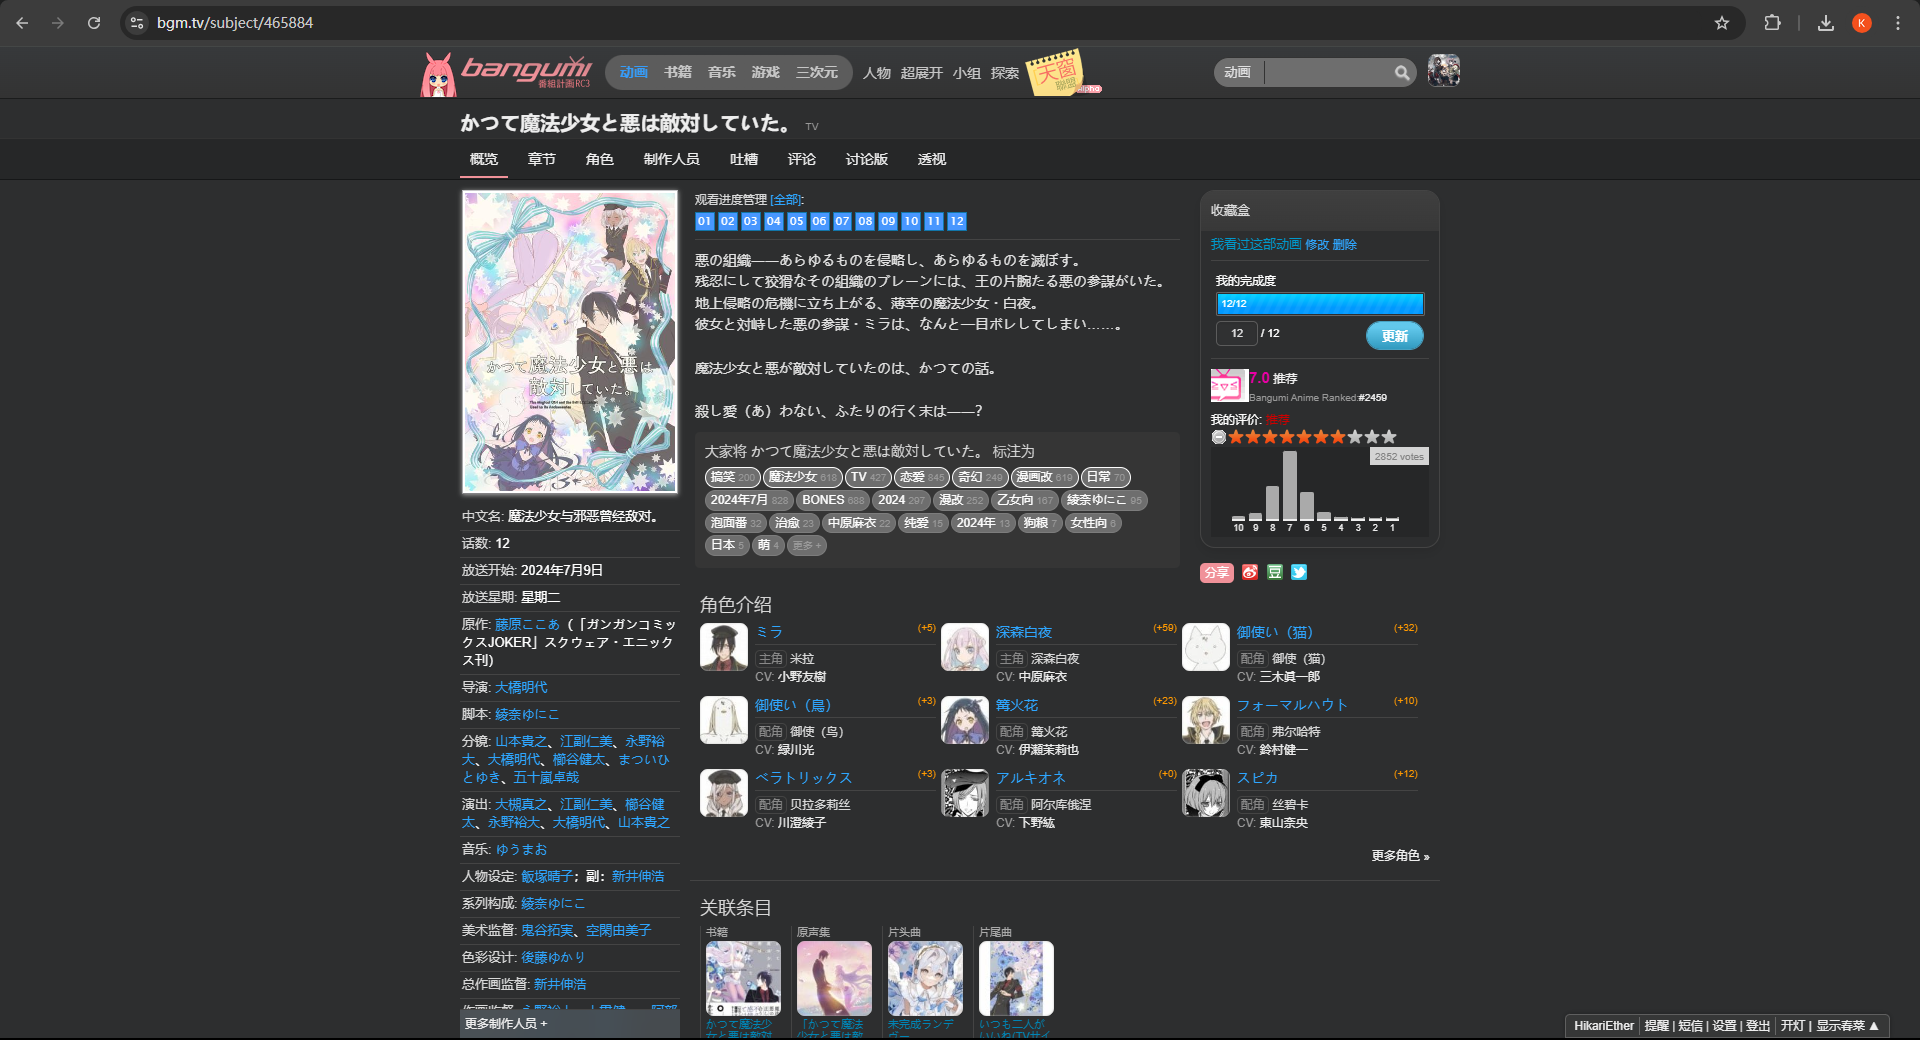 bgm.tv/subject/465884
K
bangumi
番組計画RC3
动画 书籍 音乐 游戏 三次元 人物 超展开 小组 探索
天窗
联盟
alpha
动画
かつて魔法少女と悪は敵対していた。 TV
概览 章节 角色 制作人员 吐槽 评论 讨论版 透视
かつて魔法少女と悪は
敵対していた。
中文名: 魔法少女与邪恶曾经敌对。
话数: 12
放送开始: 2024年7月9日
放送星期: 星期二
原作: 藤原ここあ（「ガンガンコミッ
クスJOKER」スクウェア・エニック
ス刊）
导演: 大橋明代
脚本: 綾奈ゆにこ
分镜: 山本貴之、江副仁美、永野裕
大、大橋明代、櫛谷健太、まついひ
とゆき、五十嵐卓哉
演出: 大槻真之、江副仁美、櫛谷健
太、永野裕大、大橋明代、山本貴之
音乐: ゆうまお
人物设定: 飯塚晴子；副：新井伸浩
系列构成: 綾奈ゆにこ
美术监督: 鬼谷拓実、空閑由美子
色彩设计: 後藤ゆかり
总作画监督: 新井伸浩
更多制作人员 +
观看进度管理 [全部]:
01 02 03 04 05 06 07 08 09 10 11 12
悪の組織——あらゆるものを侵略し、あらゆるものを滅ぼす。
残忍にして狡猾なその組織のブレーンには、王の片腕たる悪の参謀がいた。
地上侵略の危機に立ち上がる、薄幸の魔法少女・白夜。
彼女と対峙した悪の参謀・ミラは、なんと一目ボレしてしまい……。
魔法少女と悪が敵対していたのは、かつての話。
殺し愛（あ）わない、ふたりの行く末は——？
大家将 かつて魔法少女と悪は敵対していた。 标注为
搞笑 200 魔法少女 618 TV 427 恋爱 845 奇幻 249 漫画改 619 日常 70
2024年7月 828 BONES 688 2024 297 漫改 252 乙女向 167 綾奈ゆにこ 95
泡面番 32 治愈 23 中原麻衣 22 纯爱 15 2024年 13 狗粮 7 女性向 6
日本 5 萌 4 更多 +
收藏盒
我看过这部动画 修改 删除
我的完成度
12/12
12 / 12 更新
7.0 推荐
Bangumi Anime Ranked:#2459
我的评价: 推荐
2852 votes
10 9 8 7 6 5 4 3 2 1
分享
豆
角色介绍
ミラ (+5)
主角 米拉
CV: 小野友樹
深森白夜 (+59)
主角 深森白夜
CV: 中原麻衣
御使い（猫） (+32)
配角 御使（猫）
CV: 三木眞一郎
御使い（鳥） (+3)
配角 御使（鸟）
CV: 緑川光
篝火花 (+23)
配角 篝火花
CV: 伊瀬茉莉也
フォーマルハウト (+10)
配角 弗尔哈特
CV: 鈴村健一
ベラトリックス (+3)
配角 贝拉多莉丝
CV: 川澄綾子
アルキオネ (+0)
配角 阿尔库俄涅
CV: 下野紘
スピカ (+12)
配角 丝碧卡
CV: 東山奈央
更多角色 »
关联条目
书籍
かつて魔法少
女と悪は敵対
原声集
「かつて魔法
少女と悪は敵
片头曲
未完成ランデ
ヴー
片尾曲
いつも二人が
いいね(TVサイ
HikariEther 提醒 | 短信 | 设置 | 登出 开灯 | 显示春菜 ▲